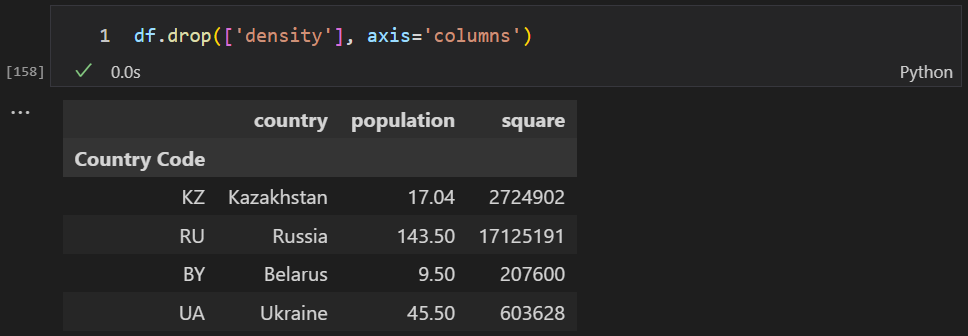 1 df.drop(['density'], axis='columns')
[158] ✓ 0.0s Python
... country population square
Country Code
KZ Kazakhstan 17.04 2724902
RU Russia 143.50 17125191
BY Belarus 9.50 207600
UA Ukraine 45.50 603628